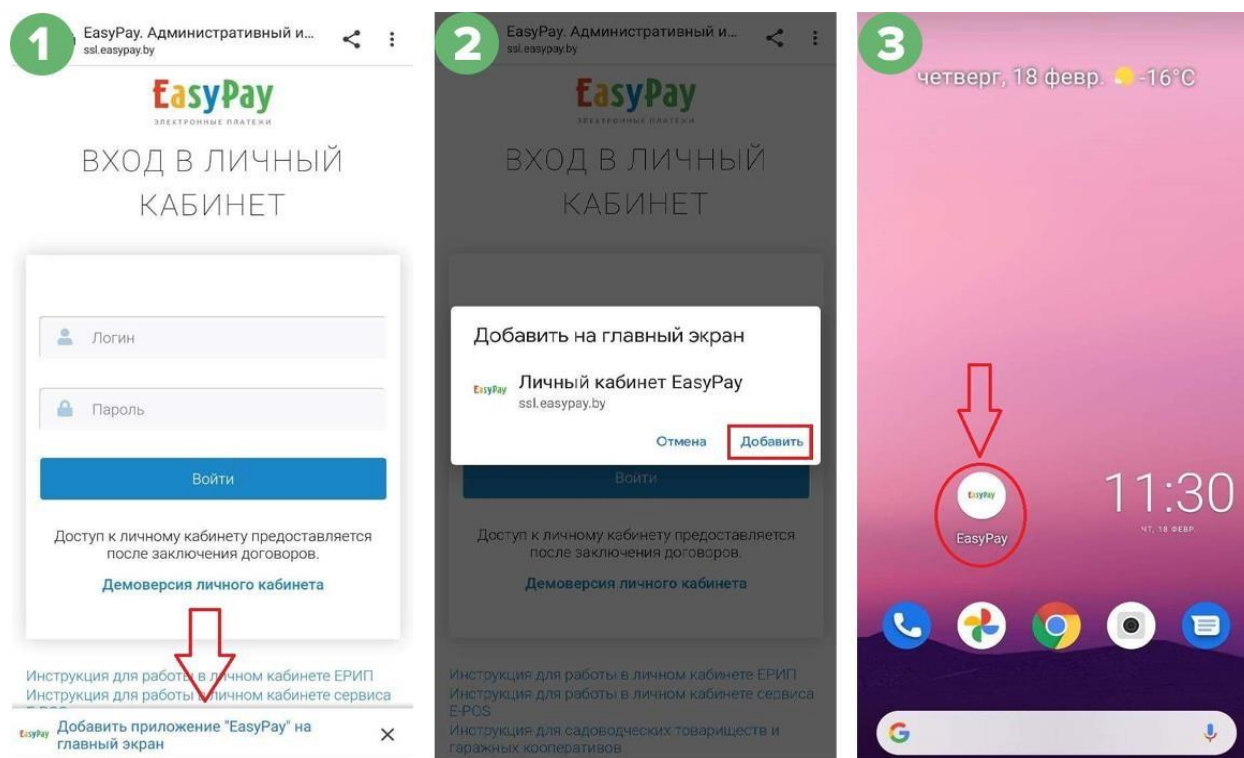 1
EasyPay. Административный и...
ssl.easypay.by
EasyPay
ЭЛЕКТРОННЫЕ ПЛАТЕЖИ
ВХОД В ЛИЧНЫЙ
КАБИНЕТ
Логин
Пароль
Войти
Доступ к личному кабинету предоставляется
после заключения договоров.
Демоверсия личного кабинета
Инструкция для работы в личном кабинете ЕРИП
Инструкция для работы в личном кабинете сервиса
EasyPay
Добавить приложение "EasyPay" на
главный экран
2
EasyPay. Административный и...
ssl.easypay.by
EasyPay
ЭЛЕКТРОННЫЕ ПЛАТЕЖИ
ВХОД В ЛИЧНЫЙ
КАБИНЕТ
Добавить на главный экран
EasyPay
Личный кабинет EasyPay
ssl.easypay.by
Отмена Добавить
Войти
Доступ к личному кабинету предоставляется
после заключения договоров.
Демоверсия личного кабинета
Инструкция для работы в личном кабинете ЕРИП
Инструкция для работы в личном кабинете сервиса
E-POS
Инструкция для садоводческих товариществ и
гаражных кооперативов
3
четверг, 18 февр. -16°C
EasyPay
EasyPay
11:30
ЧТ, 18 ФЕВР.
G